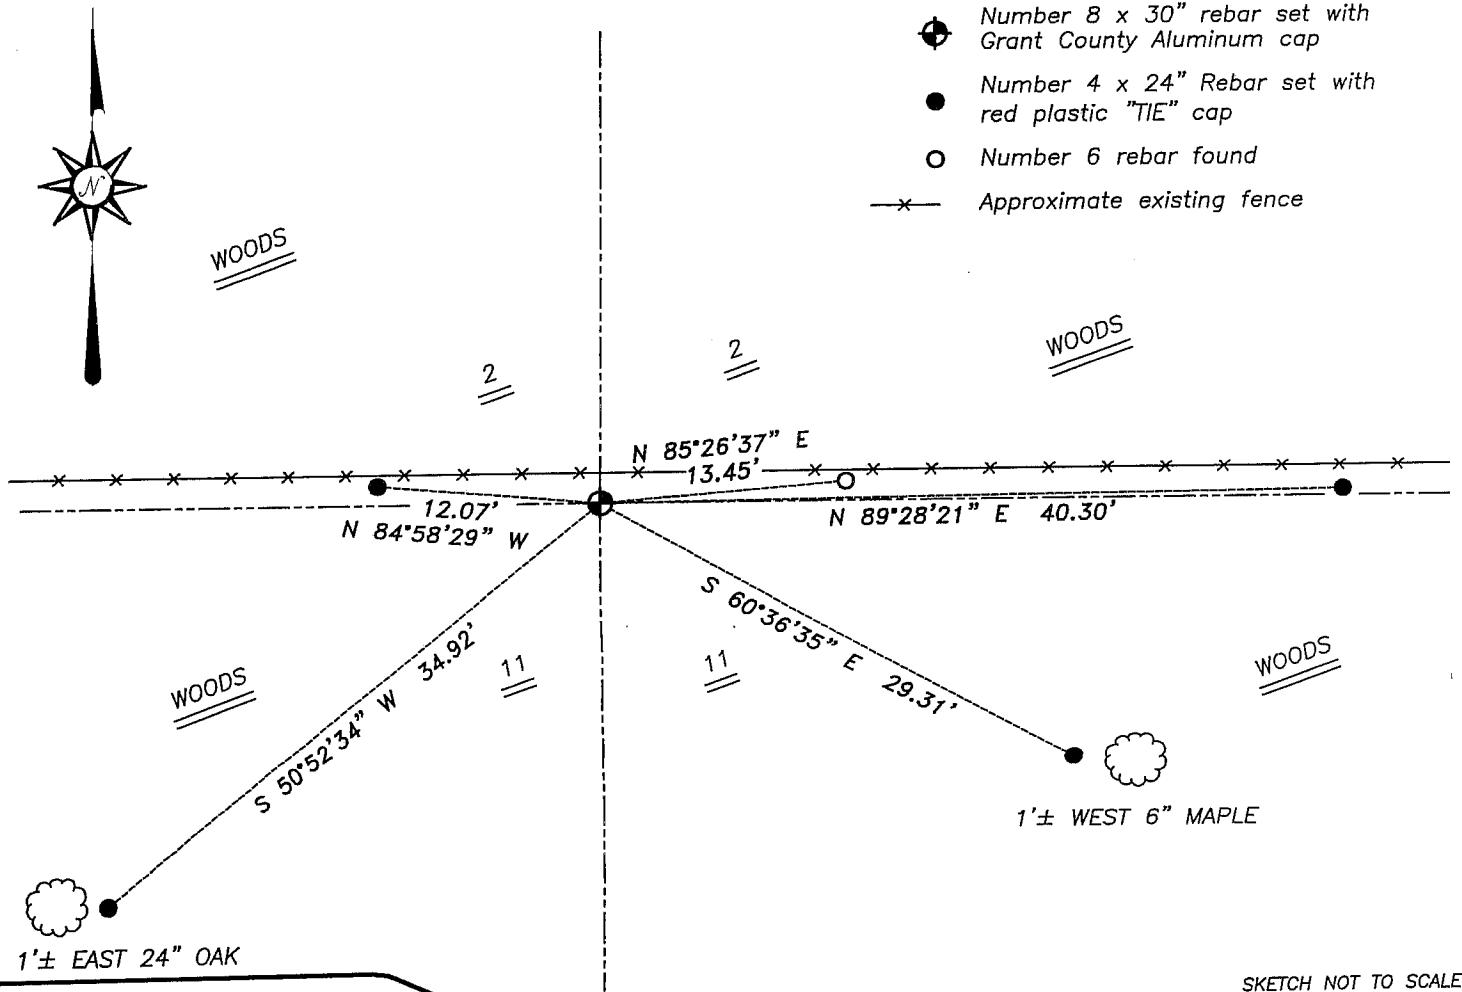 Number 8 x 30" rebar set with
Grant County Aluminum cap
Number 4 x 24" Rebar set with
red plastic "TIE" cap
Number 6 rebar found
Approximate existing fence
N
WOODS
WOODS
2
2
N 85°26'37" E
13.45'
12.07'
N 84°58'29" W
N 89°28'21" E 40.30'
S 60°36'35" E 29.31'
S 50°52'34" W 34.92'
11
11
WOODS
WOODS
1'± WEST 6" MAPLE
1'± EAST 24" OAK
SKETCH NOT TO SCALE